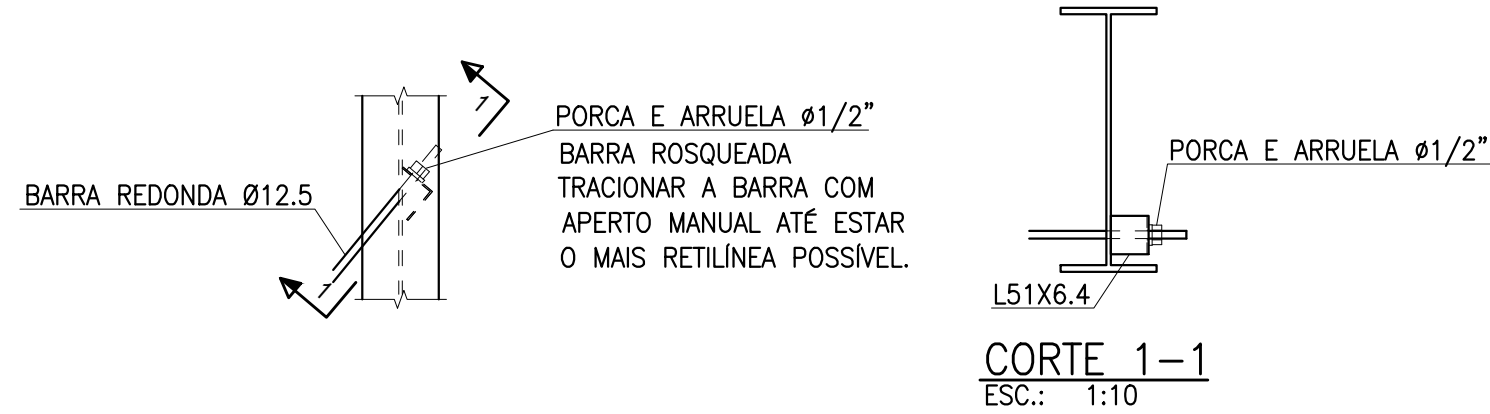 1
PORCA E ARRUELA ø1/2"
BARRA ROSQUEADA
TRACIONAR A BARRA COM
APERTO MANUAL ATÉ ESTAR
O MAIS RETILÍNEA POSSÍVEL.
BARRA REDONDA Ø12.5
1
PORCA E ARRUELA ø1/2"
L51X6.4
CORTE 1-1
ESC.: 1:10